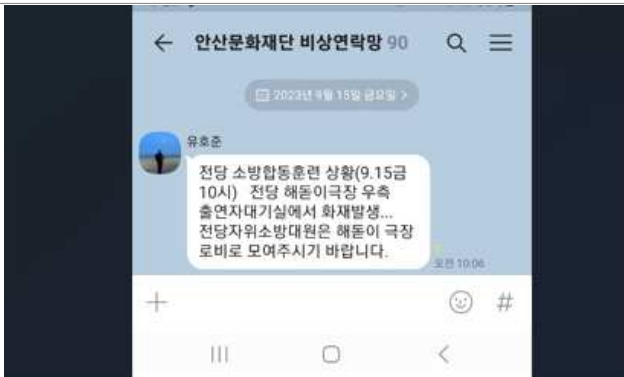 안산문화재단 비상연락망 90
2023년 9월 15일 금요일 >
유호준
전당 소방합동훈련 상황(9.15금
10시)   전당 해돋이극장 우측
출연자대기실에서 화재발생...
전당자위소방대원은 해돋이 극장
로비로 모여주시기 바랍니다.
오전 10:06
#